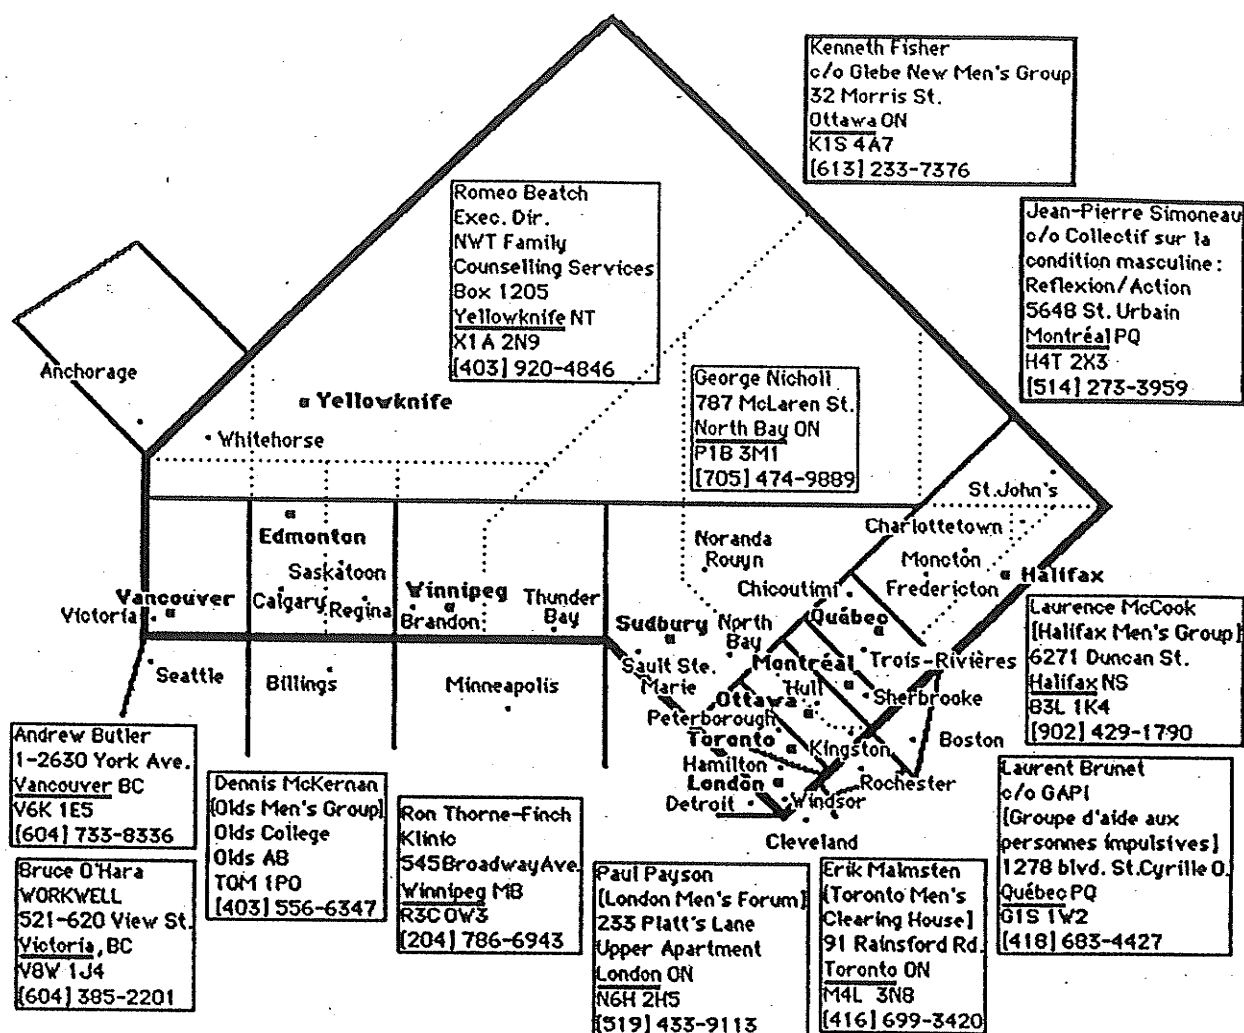 Kenneth Fisher
c/o Glebe New Men's Group
32 Morris St.
Ottawa ON
K1S 4A7
[613] 233-7376
Romeo Beatch
Exec. Dir.
NWT Family
Counselling Services
Box 1205
Yellowknife NT
X1A 2N9
[403] 920-4846
Jean-Pierre Simoneau
c/o Collectif sur la
condition masculine:
Reflexion/Action
5648 St. Urbain
Montréal PQ
H4T 2X3
[514] 273-3959
George Nicholl
787 McLaren St.
North Bay ON
P1B 3M1
[705] 474-9889
Anchorage
Yellowknife
Whitehorse
St.John's
Charlottetown
Edmonton
Noranda
Rouyn
Moncton
Saskatoon
Chicoutimi
Fredericton
Halifax
Vancouver
Victoria
Calgary
Regina
Winnipeg
Brandon
Thunder
Bay
Sudbury
North
Bay
Québec
Sault Ste.
Marie
Montréal
Trois-Rivières
Hull
Sherbrooke
Seattle
Billings
Minneapolis
Ottawa
Peterborough
Toronto
Kingston
Boston
Hamilton
London
Rochester
Detroit
Windsor
Cleveland
Laurence McCook
[Halifax Men's Group]
6271 Duncan St.
Halifax NS
B3L 1K4
[902] 429-1790
Andrew Butler
1-2630 York Ave.
Vancouver BC
V6K 1E5
[604] 733-8336
Dennis McKernan
[Olds Men's Group]
Olds College
Olds AB
TOM 1PO
[403] 556-6347
Ron Thorne-Finch
Klinic
545 Broadway Ave.
Winnipeg MB
R3C 0W3
[204] 786-6943
Laurent Brunet
c/o GAPI
[Groupe d'aide aux
personnes impulsives]
1278 blvd. St.Cyrille O.
Québec PQ
G1S 1W2
[418] 683-4427
Bruce O'Hara
WORKWELL
521-620 View St.
Victoria, BC
V8W 1J4
[604] 385-2201
Paul Payson
[London Men's Forum]
233 Platt's Lane
Upper Apartment
London ON
N6H 2H5
[519] 433-9113
Erik Malmsten
[Toronto Men's
Clearing House]
91 Rainsford Rd.
Toronto ON
M4L 3N8
[416] 699-3420